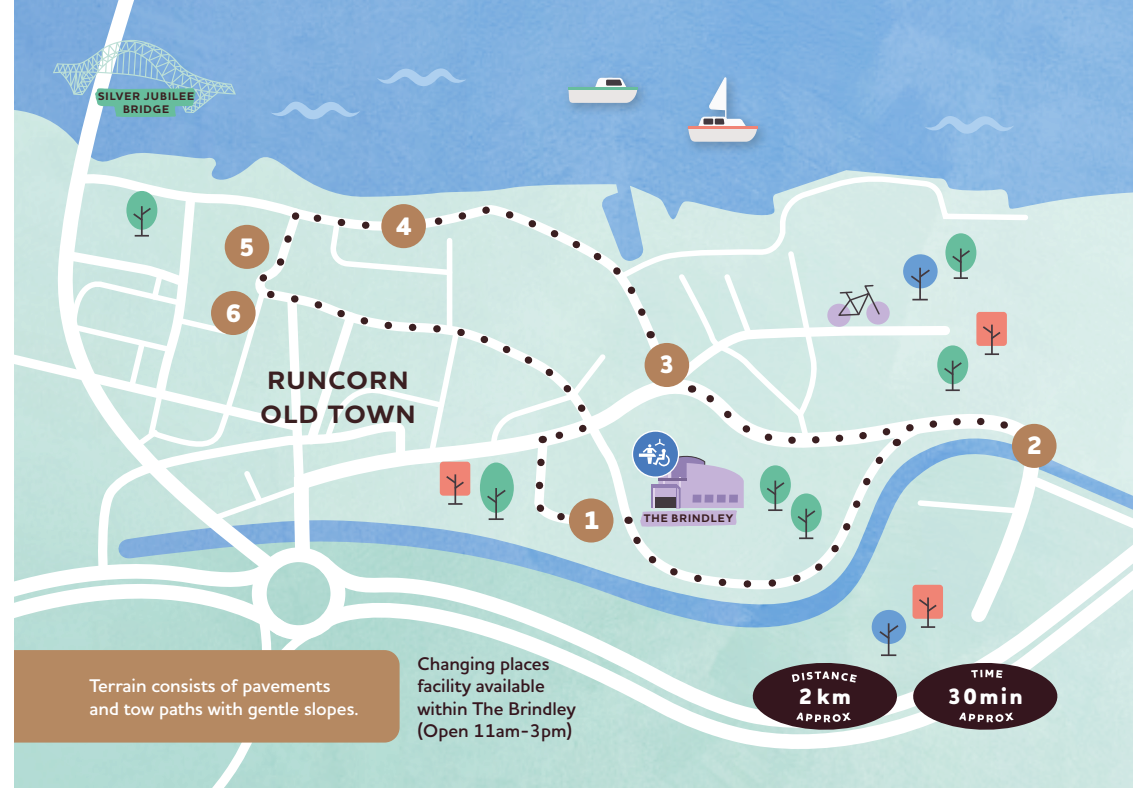 SILVER JUBILEE
BRIDGE
4
5
6
3
RUNCORN
OLD TOWN
2
1
THE BRINDLEY
Terrain consists of pavements
and tow paths with gentle slopes.
Changing places
facility available
within The Brindley
(Open 11am-3pm)
DISTANCE
2km
APPROX
TIME
30min
APPROX